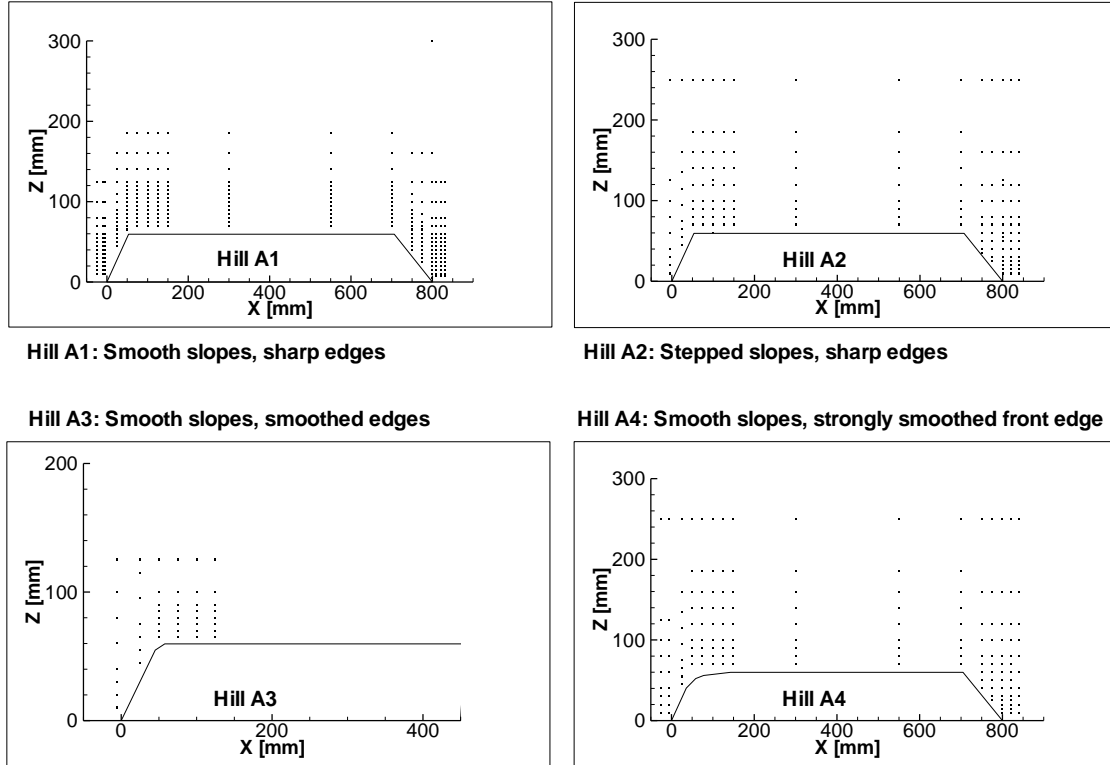 300
200
100
0
Z [mm]
Hill A1
0 200 400 600 800
X [mm]
Hill A1: Smooth slopes, sharp edges
300
200
100
0
Z [mm]
Hill A2
0 200 400 600 800
X [mm]
Hill A2: Stepped slopes, sharp edges
Hill A3: Smooth slopes, smoothed edges
200
100
0
Z [mm]
Hill A3
0 200 400
X [mm]
Hill A4: Smooth slopes, strongly smoothed front edge
300
200
100
0
Z [mm]
Hill A4
0 200 400 600 800
X [mm]